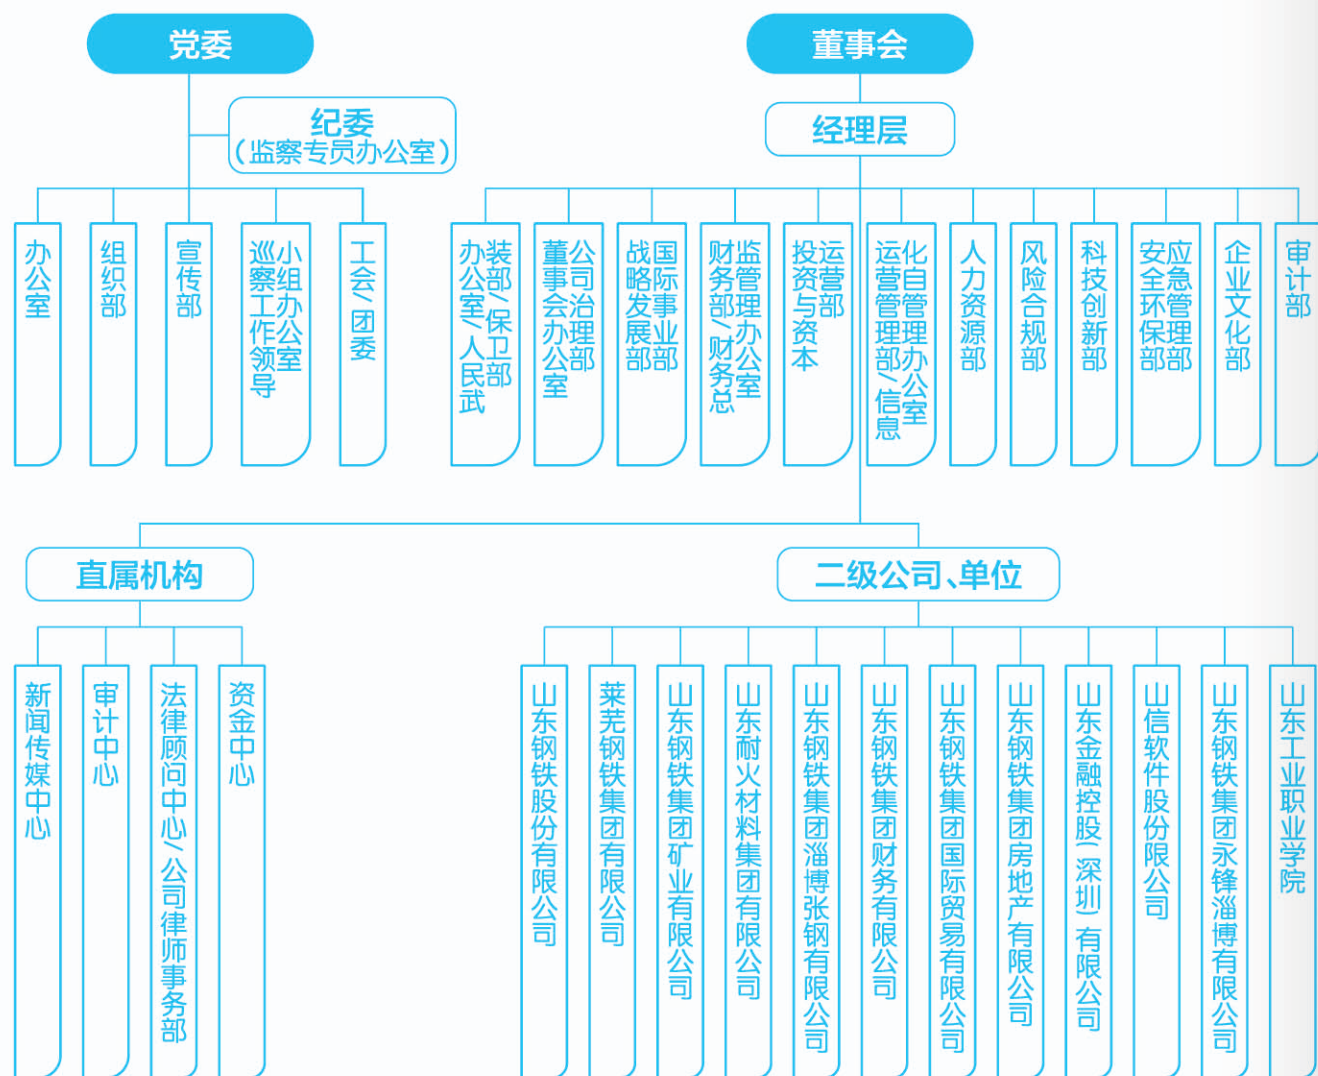 党委
董事会
纪委
（监察专员办公室）
经理层
办公室
组织部
宣传部
巡察工作领导
小组办公室
工会/团委
办公室/人民武
装部/保卫部
董事会办公室
公司治理部
战略发展部
国际事业部
财务部/财务总
监管理办公室
投资与资本
运营部
运营管理部/信息
化自管理办公室
人力资源部
风险合规部
科技创新部
安全环保部
应急管理部
企业文化部
审计部
直属机构
二级公司、单位
新闻传媒中心
审计中心
法律顾问中心/公司律师事务部
资金中心
山东钢铁股份有限公司
莱芜钢铁集团有限公司
山东钢铁集团矿业有限公司
山东耐火材料集团有限公司
山东钢铁集团淄博张钢有限公司
山东钢铁集团财务有限公司
山东钢铁集团国际贸易有限公司
山东钢铁集团房地产有限公司
山东金融控股（深圳）有限公司
山信软件股份限公司
山东钢铁集团永锋淄博有限公司
山东工业职业学院